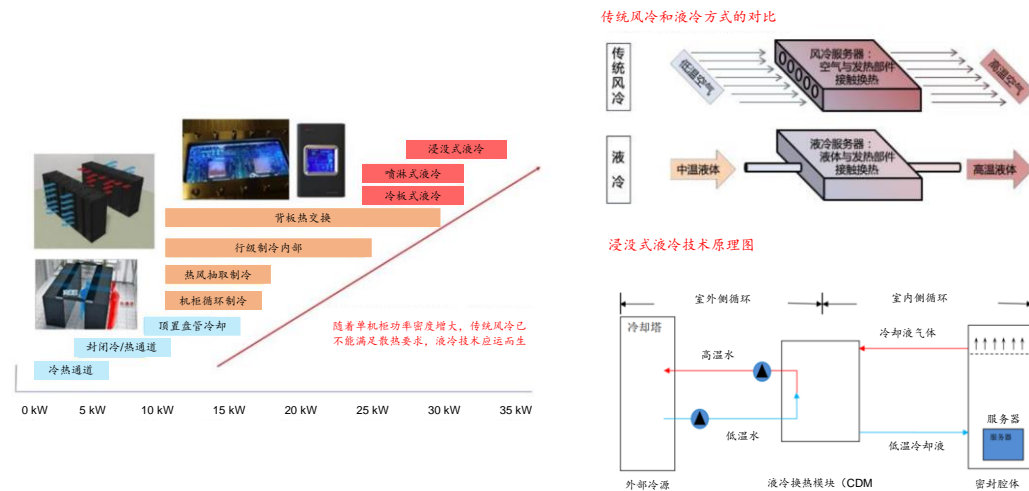 浸没式液冷
喷淋式液冷
冷板式液冷
背板热交换
行级制冷内部
热风抽取制冷
机柜循环制冷
顶置盘管冷却
封闭冷/热通道
冷热通道
随着单机柜功率密度增大，传统风冷已
不能满足散热要求，液冷技术应运而生
0 kW 5 kW 10 kW 15 kW 20 kW 25 kW 30 kW 35 kW
传统风冷和液冷方式的对比
传统风冷
低温空气
风冷服务器：
空气与发热部件
接触换热
高温空气
液冷
中温液体
液冷服务器：
液体与发热部件
接触换热
高温液体
浸没式液冷技术原理图
室外侧循环
室内侧循环
冷却塔
高温水
低温水
冷却液气体
低温冷却液
服务器
服务器
外部冷源
液冷换热模块（CDM
密封腔体